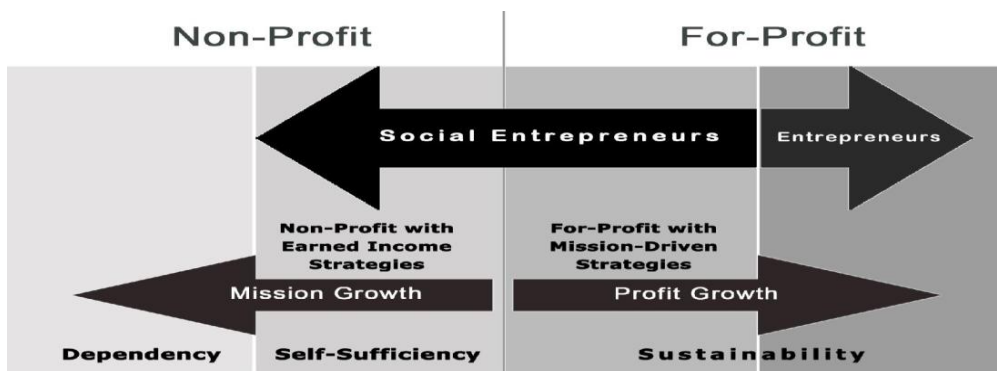 Non-Profit
For-Profit
Social Entrepreneurs
Entrepreneurs
Non-Profit with
Earned Income
Strategies
For-Profit with
Mission-Driven
Strategies
Mission Growth
Profit Growth
Dependency
Self-Sufficiency
Sustainability